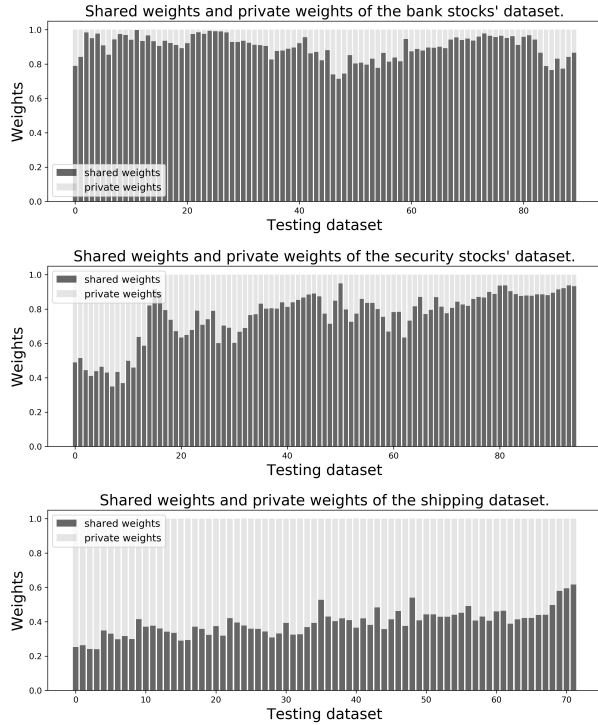 Shared weights and private weights of the bank stocks' dataset.
1.0
0.8
0.6
0.4
0.2
0.0
Weights
shared weights
private weights
0 20 40 60 80
Testing dataset
Shared weights and private weights of the security stocks' dataset.
1.0
0.8
0.6
0.4
0.2
0.0
Weights
shared weights
private weights
0 20 40 60 80
Testing dataset
Shared weights and private weights of the shipping dataset.
1.0
0.8
0.6
0.4
0.2
0.0
Weights
shared weights
private weights
0 10 20 30 40 50 60 70
Testing dataset